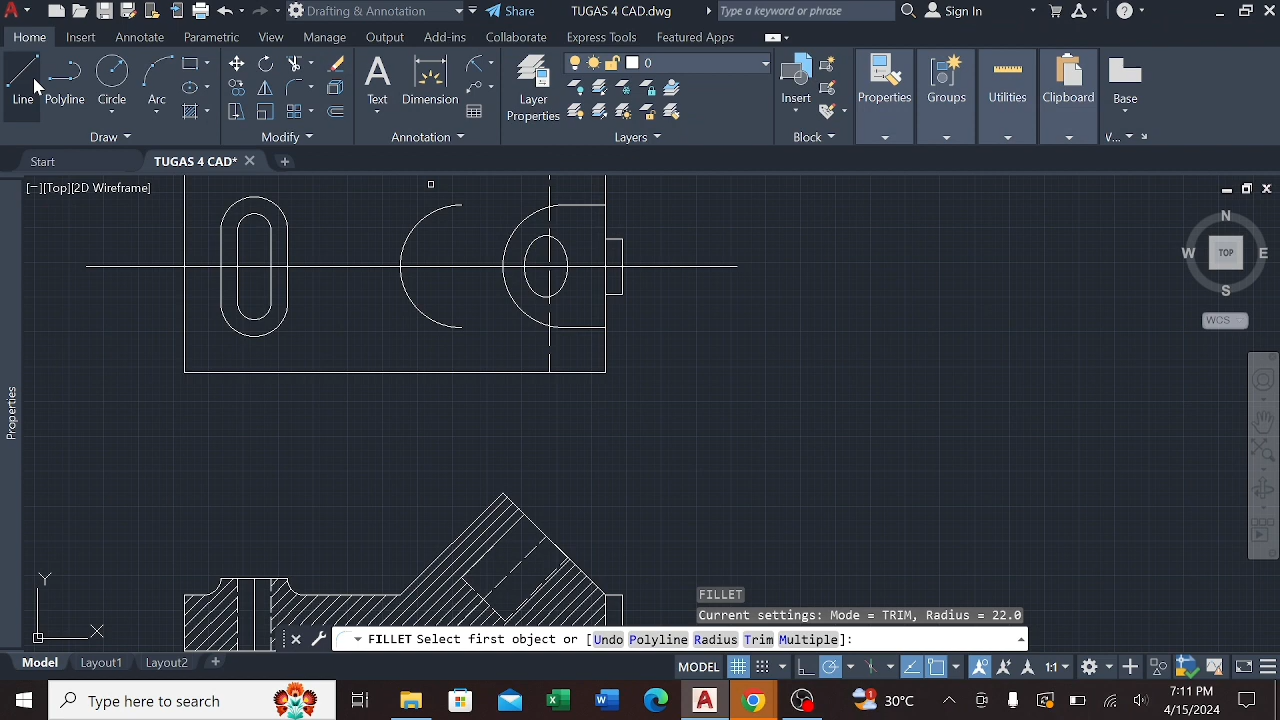 Drafting & Annotation
Share
TUGAS 4 CAD.dwg
Type a keyword or phrase
Sign In
Home
Insert
Annotate
Parametric
View
Manage
Output
Add-ins
Collaborate
Express Tools
Featured Apps
Line
Polyline
Circle
Arc
Text
Dimension
Layer
Properties
0
Insert
Properties
Groups
Utilities
Clipboard
Base
Draw
Modify
Annotation
Layers
Block
V...
Start
TUGAS 4 CAD*
[−][Top][2D Wireframe]
N
W
TOP
E
S
WCS
Properties
Y
X
FILLET
Current settings: Mode = TRIM, Radius = 22.0
FILLET Select first object or [Undo Polyline Radius Trim Multiple]:
Model
Layout1
Layout2
MODEL
1:1
Type here to search
30°C
1:11 PM
4/15/2024